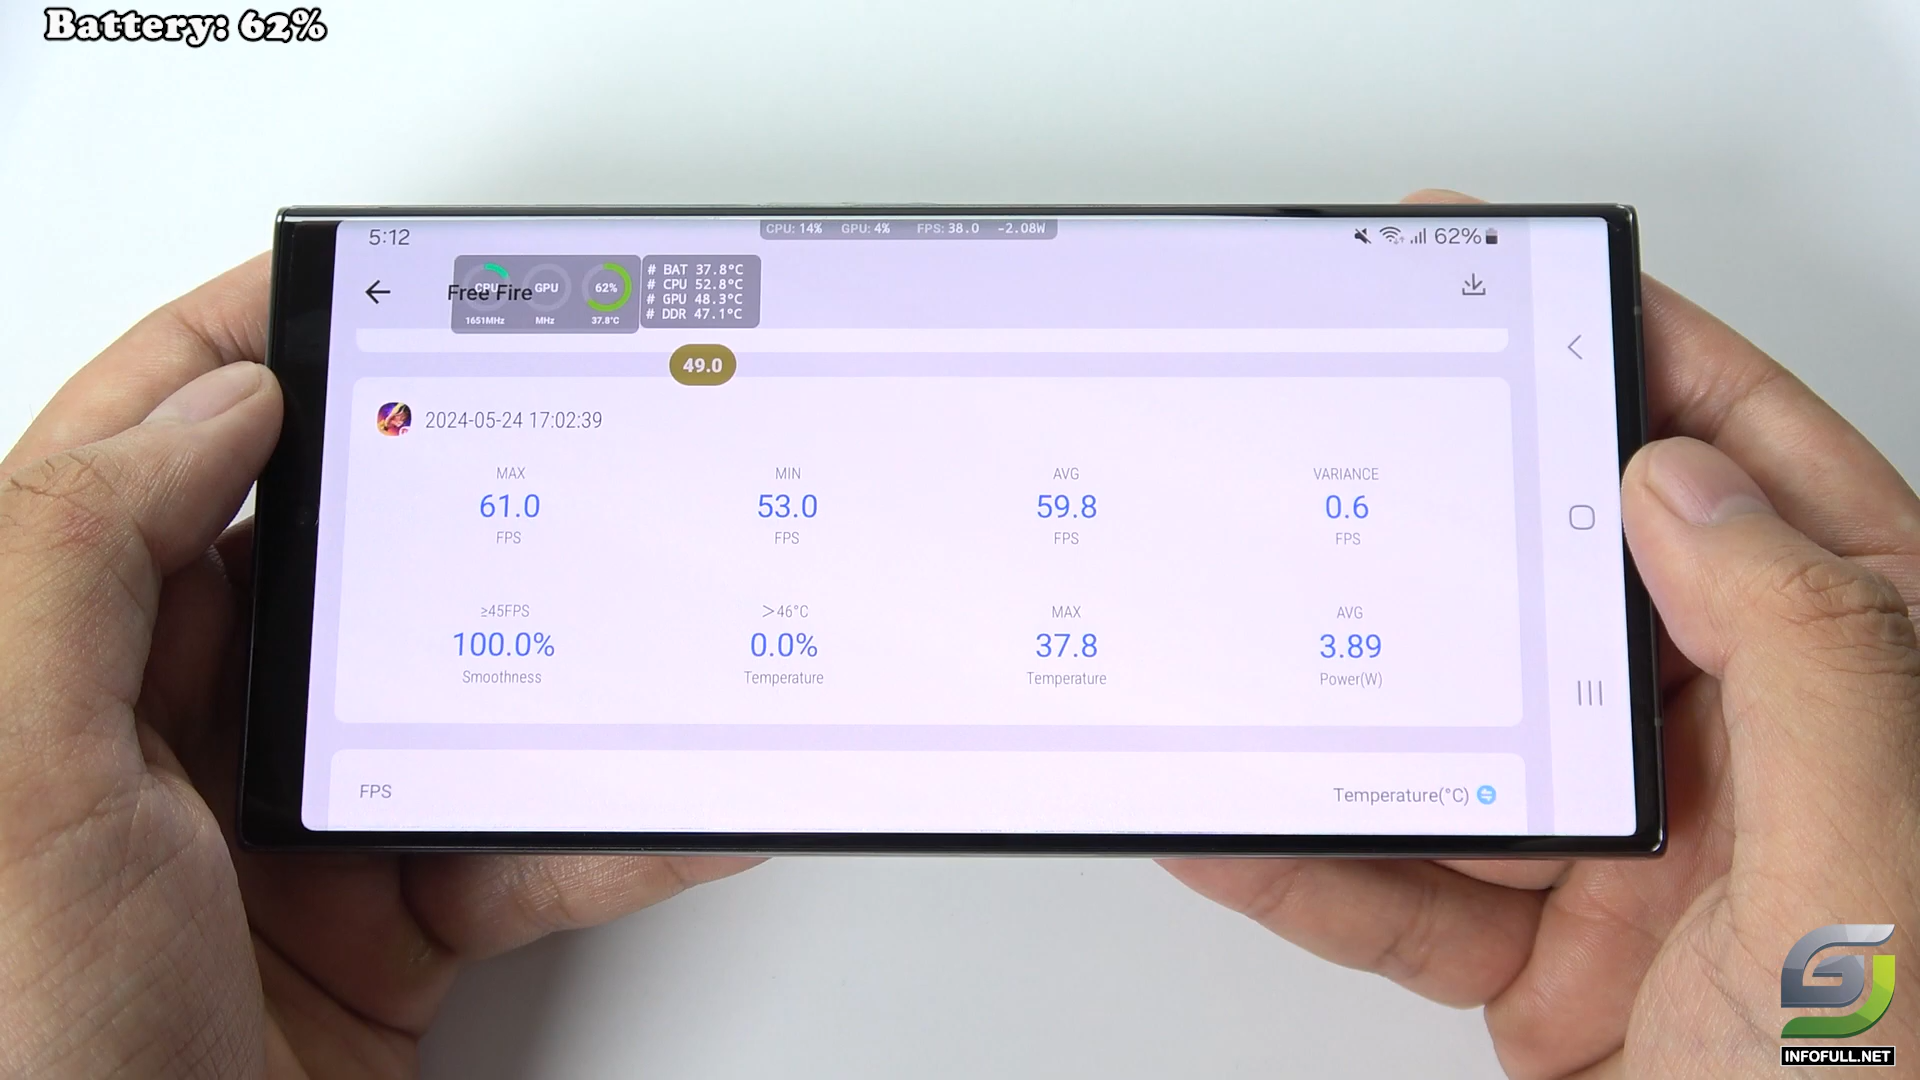 Battery: 62%
5:12
CPU: 14% GPU: 4% FPS: 38.0 -2.08W
62%
Free Fire
CPU GPU 62%
1651MHz MHz 37.8°C
# BAT 37.8°C
# CPU 52.8°C
# GPU 48.3°C
# DDR 47.1°C
49.0
2024-05-24 17:02:39
MAX MIN AVG VARIANCE
61.0 53.0 59.8 0.6
FPS FPS FPS FPS
≥45FPS >46°C MAX AVG
100.0% 0.0% 37.8 3.89
Smoothness Temperature Temperature Power(W)
FPS Temperature(°C)
INFOFULL.NET